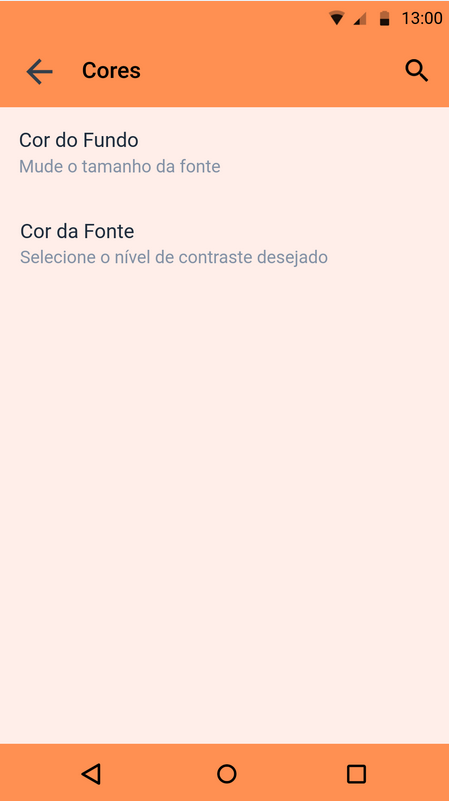 13:00
Cores
Cor do Fundo
Mude o tamanho da fonte
Cor da Fonte
Selecione o nível de contraste desejado